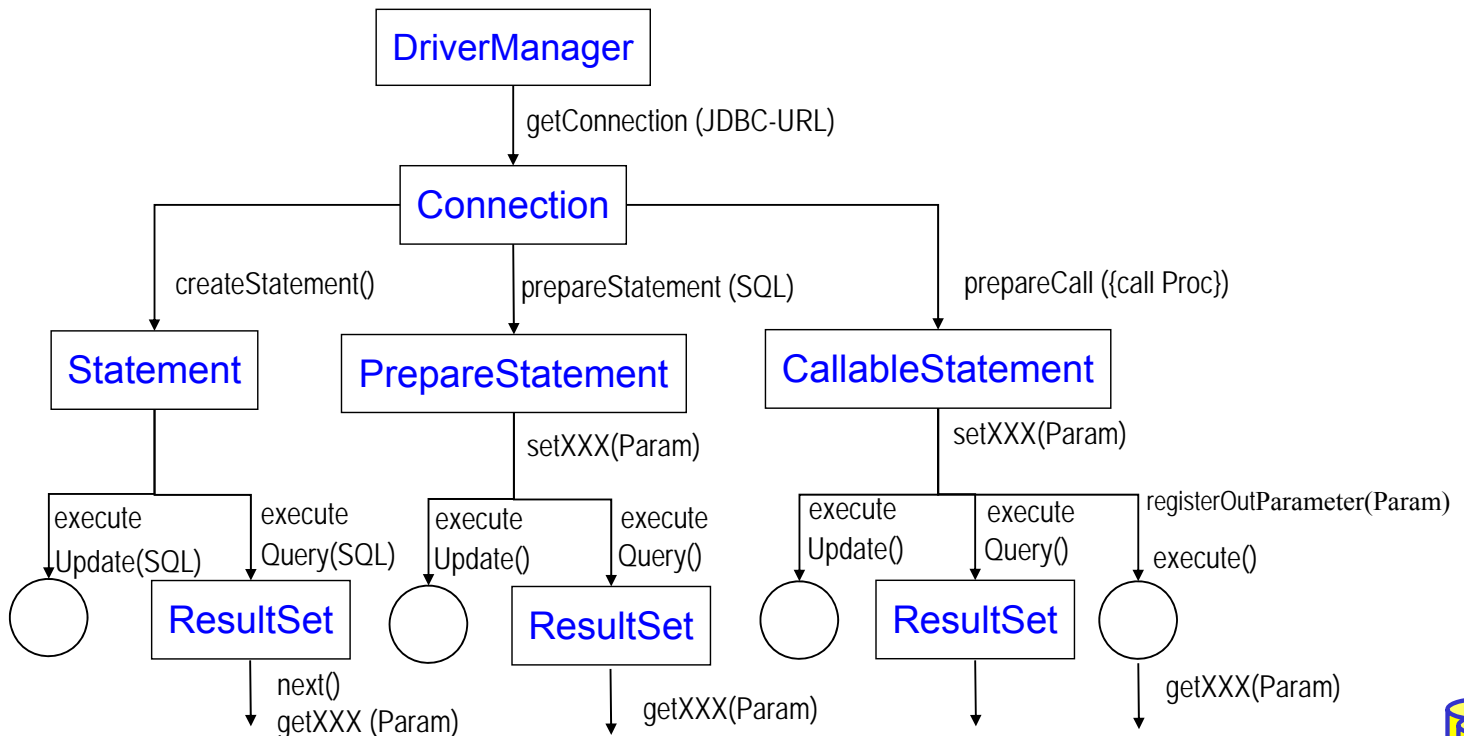 DriverManager
getConnection (JDBC-URL)
Connection
createStatement()
prepareStatement (SQL)
prepareCall ({call Proc})
Statement
PrepareStatement
CallableStatement
setXXX(Param)
setXXX(Param)
execute
Update(SQL)
execute
Query(SQL)
execute
Update()
execute
Query()
execute
Update()
execute
Query()
registerOutParameter(Param)
execute()
ResultSet
ResultSet
ResultSet
next()
getXXX (Param)
getXXX(Param)
getXXX(Param)